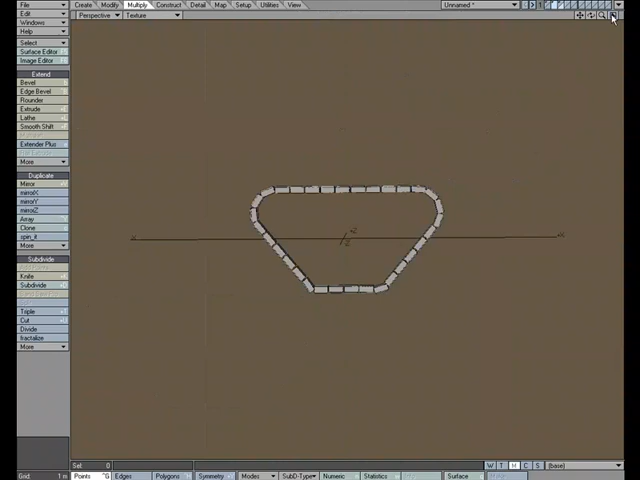 File Create Modify Multiply Construct Detail Map Setup Utilities View Unnamed * 1
Edit Perspective Texture
Windows
Help
Select
Surface Editor
Image Editor
Extend
Bevel
Edge Bevel
Rounder
Extrude
Lathe
Smooth Shift
Extender Plus
More
Duplicate
Mirror
mirrorX
mirrorY
mirrorZ
Array
Clone
spin_it
More
Subdivide
Knife
Subdivide
Triple
Cut
Divide
fractalize
More
Sel: 0 W T M C S (base)
Grid: 1 m Points ^G Edges Polygons Symmetry Modes SubD-Type Numeric Statistics Surface